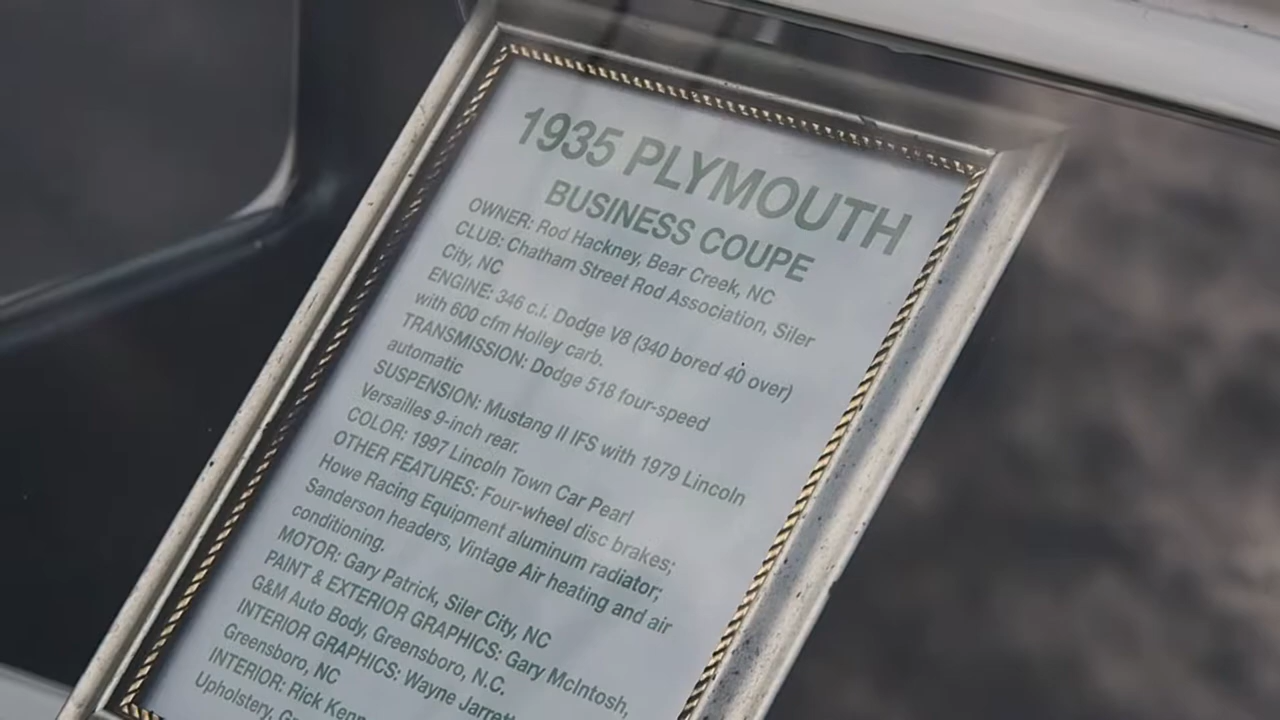 1935 PLYMOUTH
BUSINESS COUPE
OWNER: Rod Hackney, Bear Creek, NC
CLUB: Chatham Street Rod Association, Siler
City, NC
ENGINE: 346 c.i. Dodge V8 (340 bored 40 over)
with 600 cfm Holley carb.
TRANSMISSION: Dodge 518 four-speed
automatic
SUSPENSION: Mustang II IFS with 1979 Lincoln
Versailles 9-inch rear.
COLOR: 1997 Lincoln Town Car Pearl
OTHER FEATURES: Four-wheel disc brakes;
Howe Racing Equipment aluminum radiator;
Sanderson headers, Vintage Air heating and air
conditioning.
MOTOR: Gary Patrick, Siler City, NC
PAINT & EXTERIOR GRAPHICS: Gary McIntosh,
G&M Auto Body, Greensboro, N.C.
INTERIOR GRAPHICS: Wayne Jarrett
Greensboro, NC
INTERIOR: Rick
Upholstery,